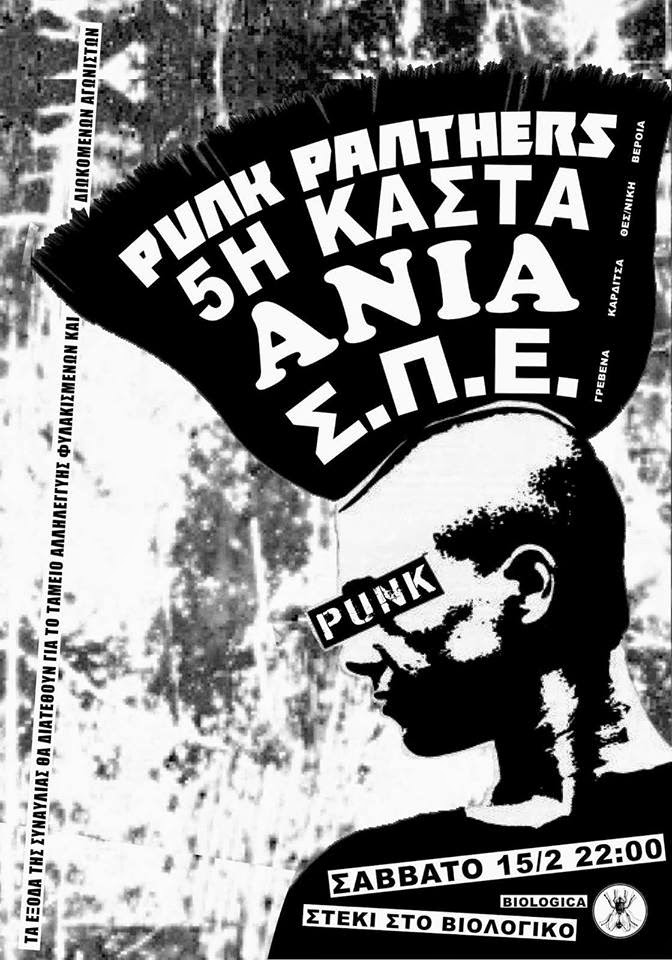 PUNK PANTHERS
ΒΕΡΟΙΑ
5Η ΚΑΣΤΑ
ΘΕΣ/ΝΙΚΗ
ΑΝΙΑ
ΚΑΡΔΙΤΣΑ
Σ.Π.Ε.
ΓΡΕΒΕΝΑ
PUNK
ΤΑ ΕΞΟΔΑ ΤΗΣ ΣΥΝΑΥΛΙΑΣ ΘΑ ΔΙΑΤΕΘΟΥΝ ΓΙΑ ΤΟ ΤΑΜΕΙΟ ΑΛΛΗΛΕΓΓΥΗΣ ΦΥΛΑΚΙΣΜΕΝΩΝ ΚΑΙ ΔΙΩΚΟΜΕΝΩΝ ΑΓΩΝΙΣΤΩΝ
ΣΑΒΒΑΤΟ 15/2 22:00
BIOLOGICA
ΣΤΕΚΙ ΣΤΟ ΒΙΟΛΟΓΙΚΟ